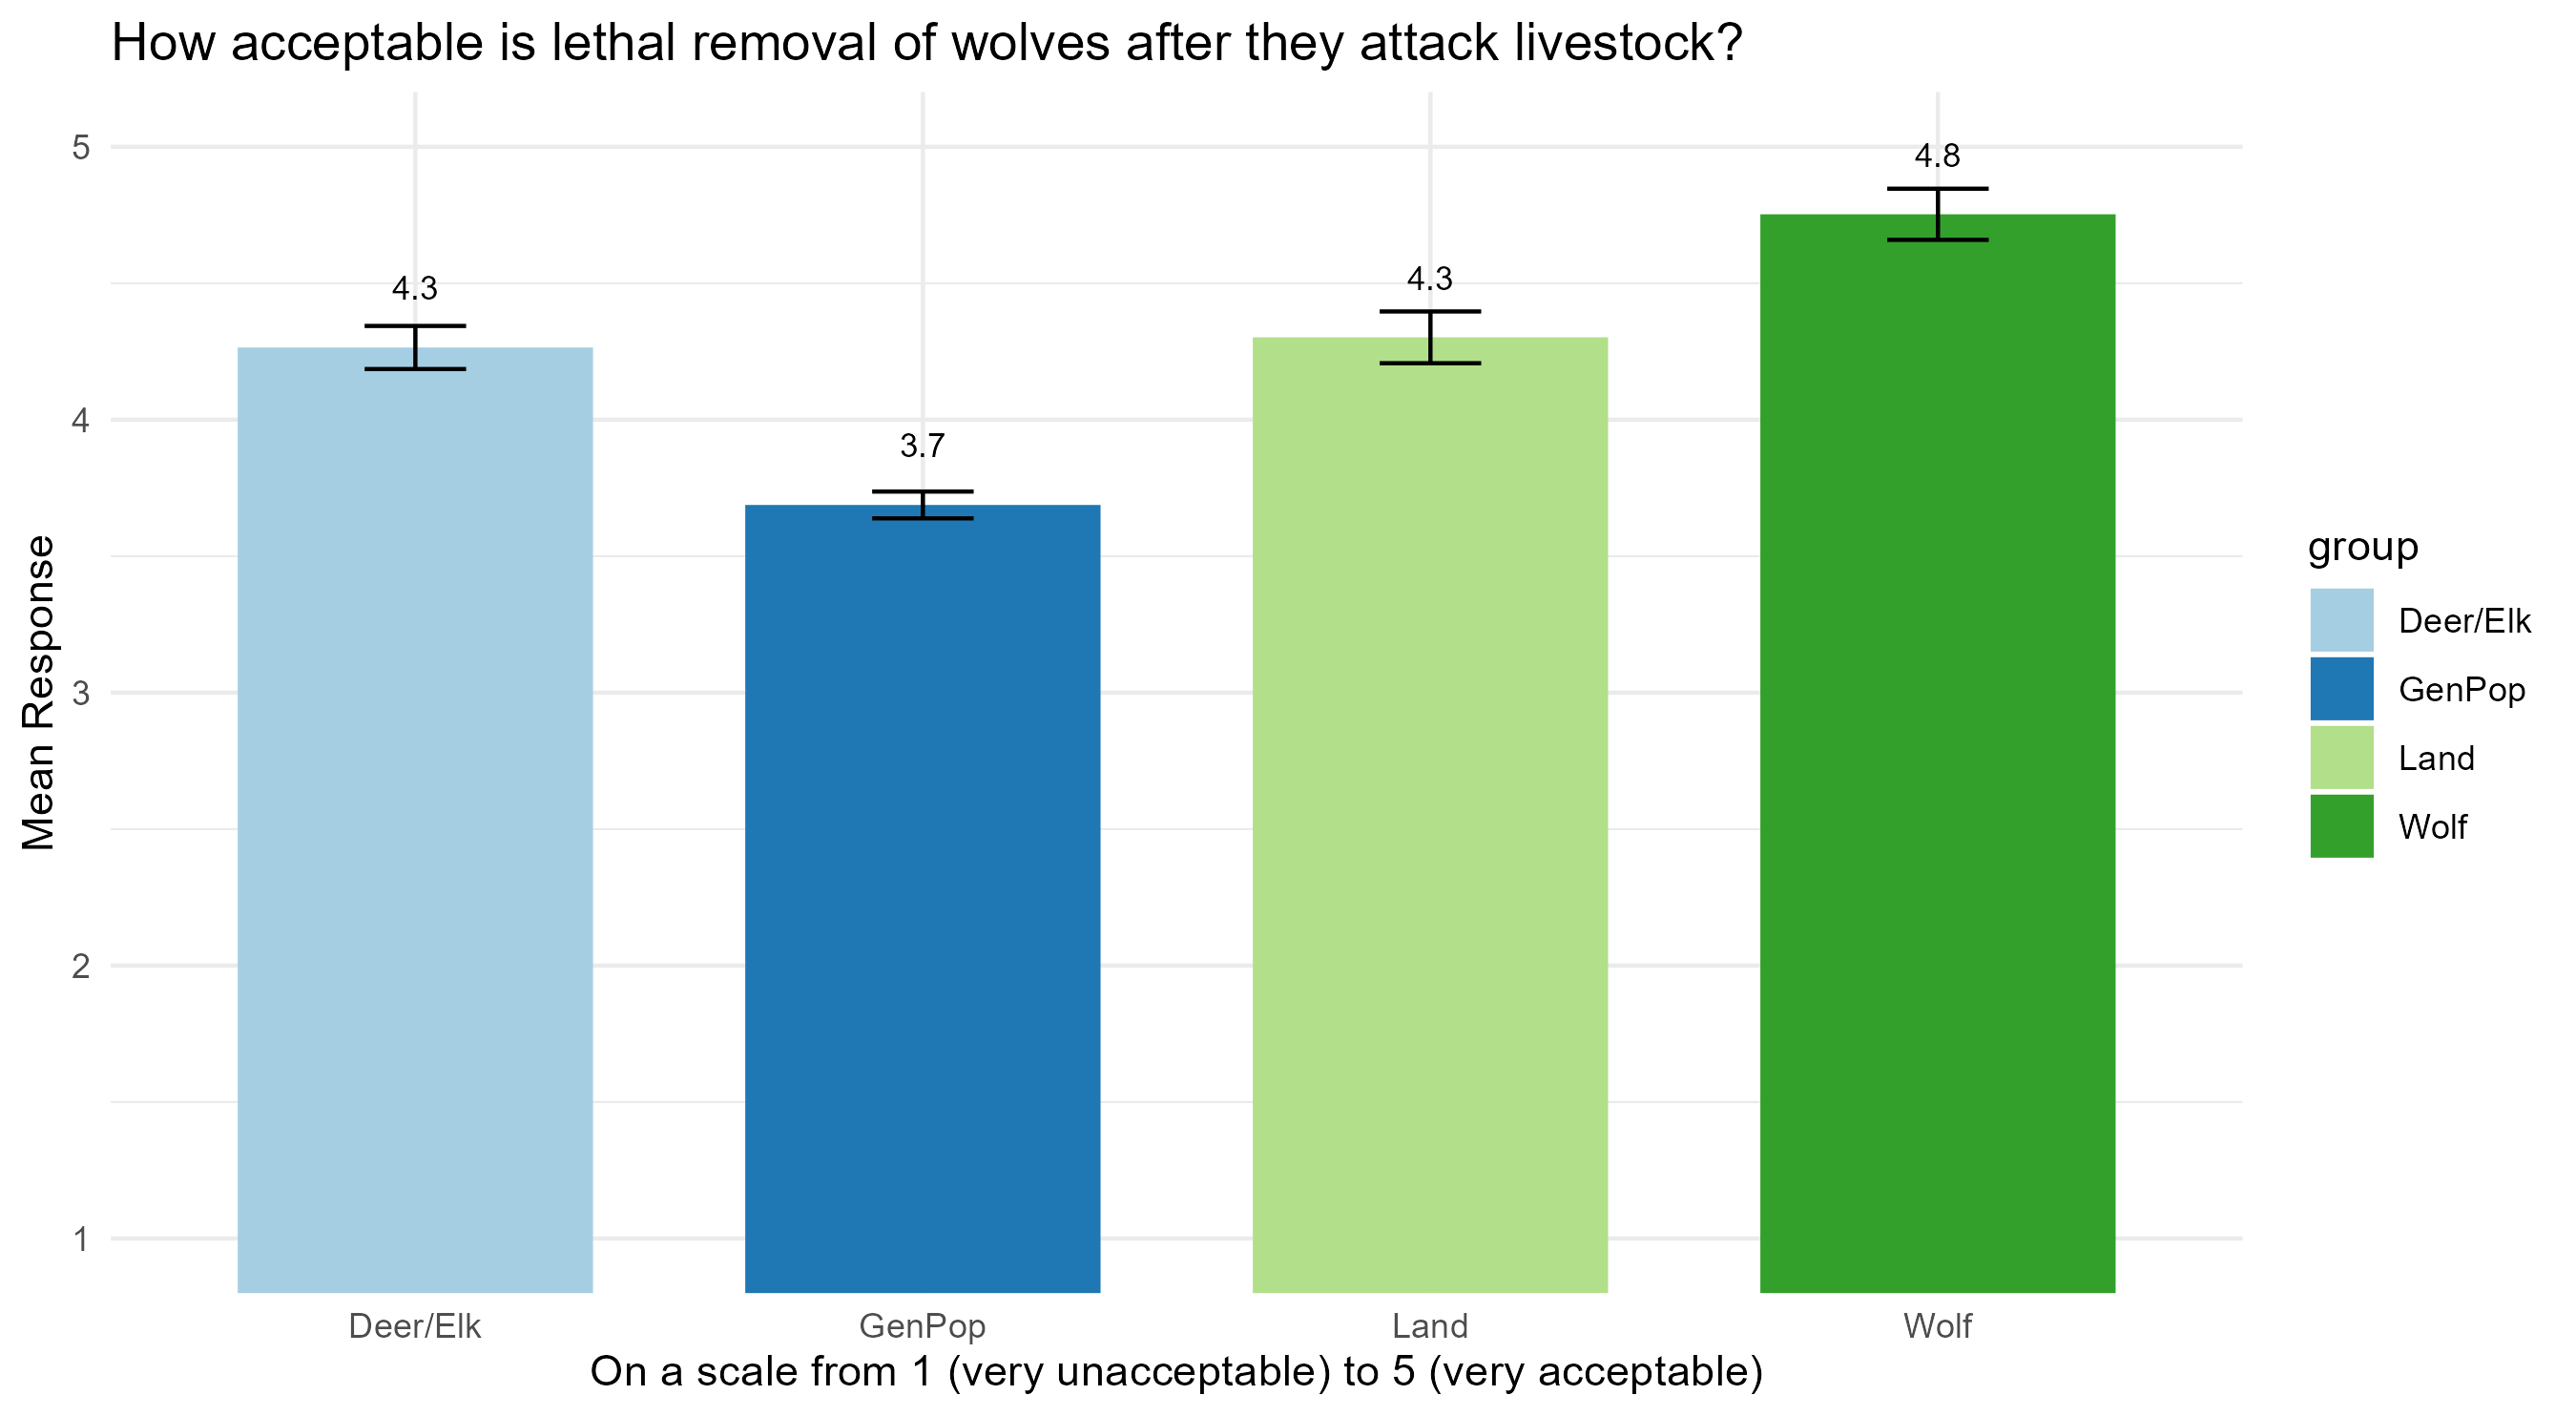 How acceptable is lethal removal of wolves after they attack livestock?
Mean Response
5
4
3
2
1
4.3
3.7
4.3
4.8
Deer/Elk
GenPop
Land
Wolf
On a scale from 1 (very unacceptable) to 5 (very acceptable)
group
Deer/Elk
GenPop
Land
Wolf